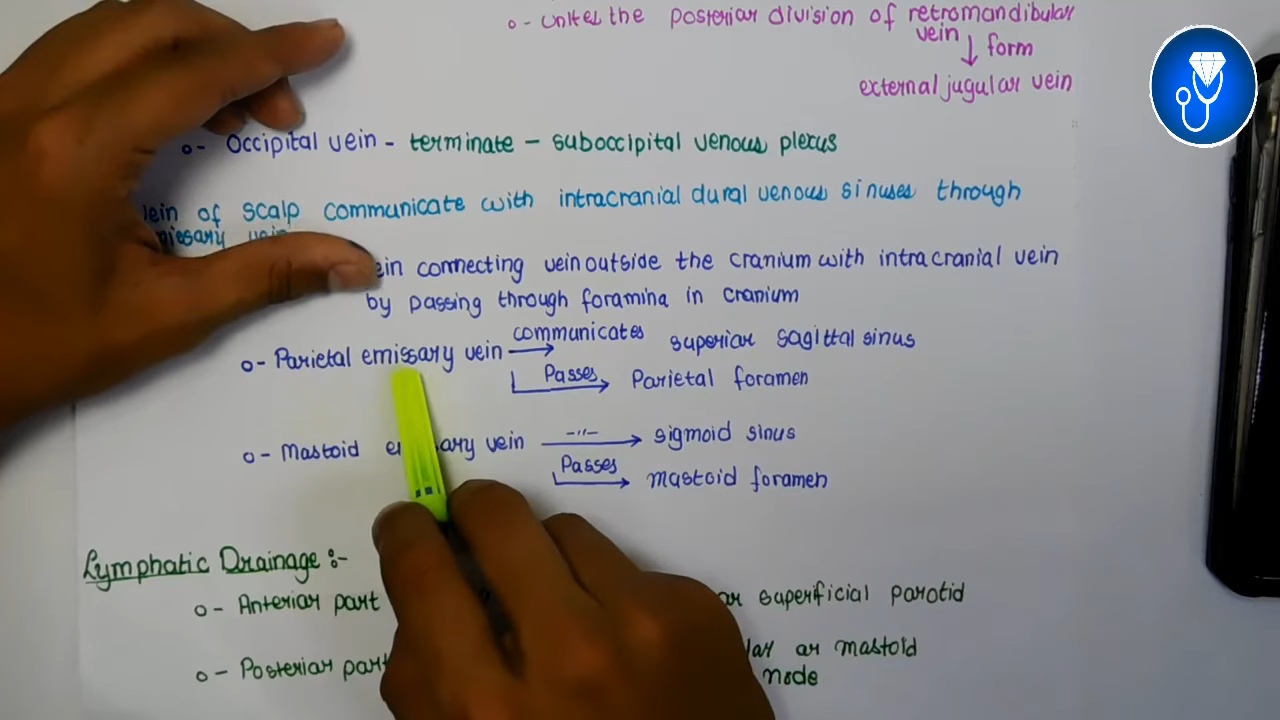 o- unites the posterior division of retromandibular
vein ↓ form
external jugular vein
o- Occipital vein - terminate - suboccipital venous plexus
of scalp communicate with intracranial dural venous sinuses through
connecting vein outside the cranium with intracranial vein
by passing through foramina in cranium
communicates
o- Parietal emissary vein → superior sagittal sinus
Passes → Parietal foramen
o- Mastoid vein -〃- → sigmoid sinus
Passes → mastoid foramen
Lymphatic Drainage :-
o- Anterior part superficial parotid
o- Posterior part or mastoid
node